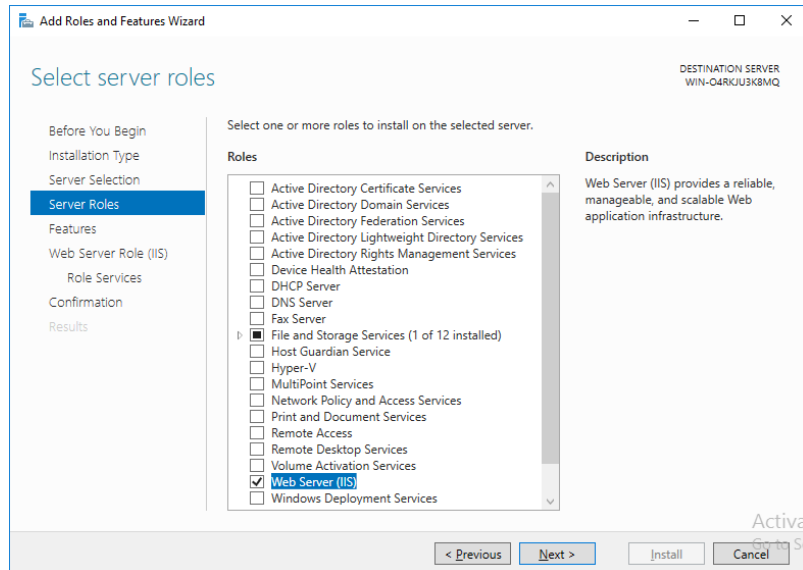 Add Roles and Features Wizard
Select server roles
DESTINATION SERVER
WIN-O4RKJU3K8MQ
Before You Begin
Installation Type
Server Selection
Server Roles
Features
Web Server Role (IIS)
Role Services
Confirmation
Results
Select one or more roles to install on the selected server.
Roles
Active Directory Certificate Services
Active Directory Domain Services
Active Directory Federation Services
Active Directory Lightweight Directory Services
Active Directory Rights Management Services
Device Health Attestation
DHCP Server
DNS Server
Fax Server
File and Storage Services (1 of 12 installed)
Host Guardian Service
Hyper-V
MultiPoint Services
Network Policy and Access Services
Print and Document Services
Remote Access
Remote Desktop Services
Volume Activation Services
Web Server (IIS)
Windows Deployment Services
Description
Web Server (IIS) provides a reliable,
manageable, and scalable Web
application infrastructure.
< Previous
Next >
Install
Cancel
Activa
Go to S